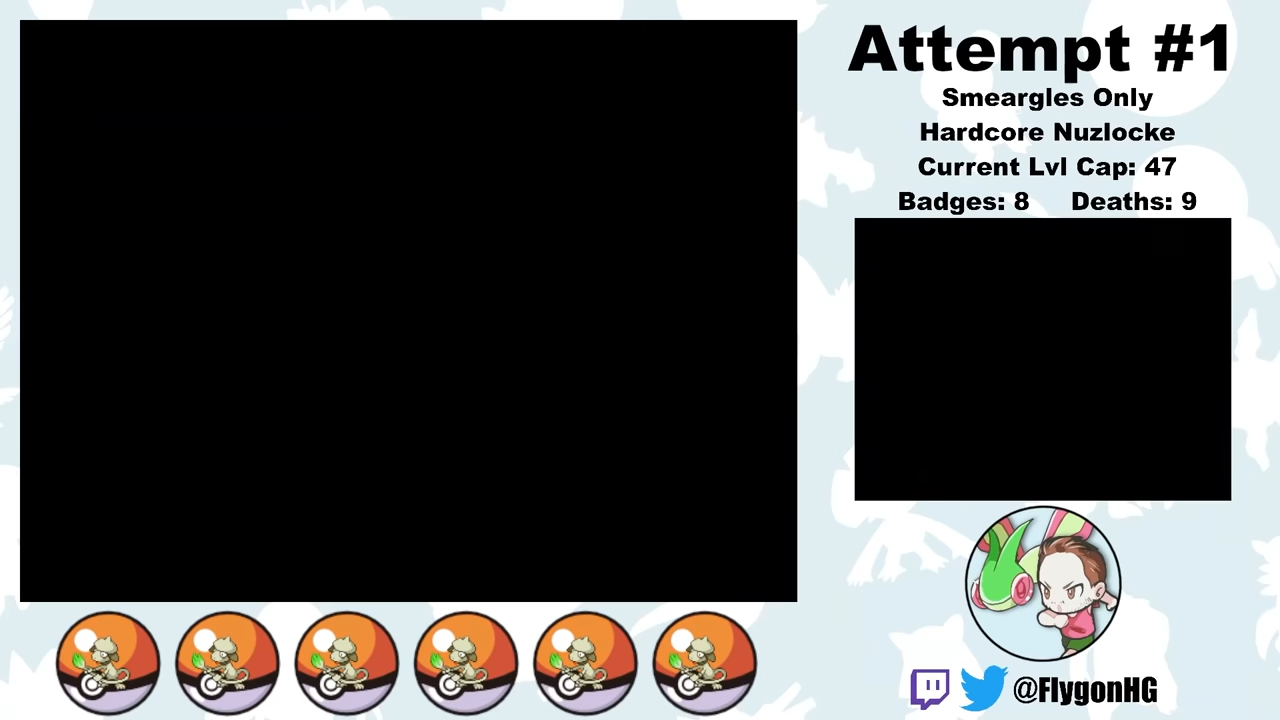 Attempt #1
Smeargles Only
Hardcore Nuzlocke
Current Lvl Cap: 47
Badges: 8 Deaths: 9
@FlygonHG